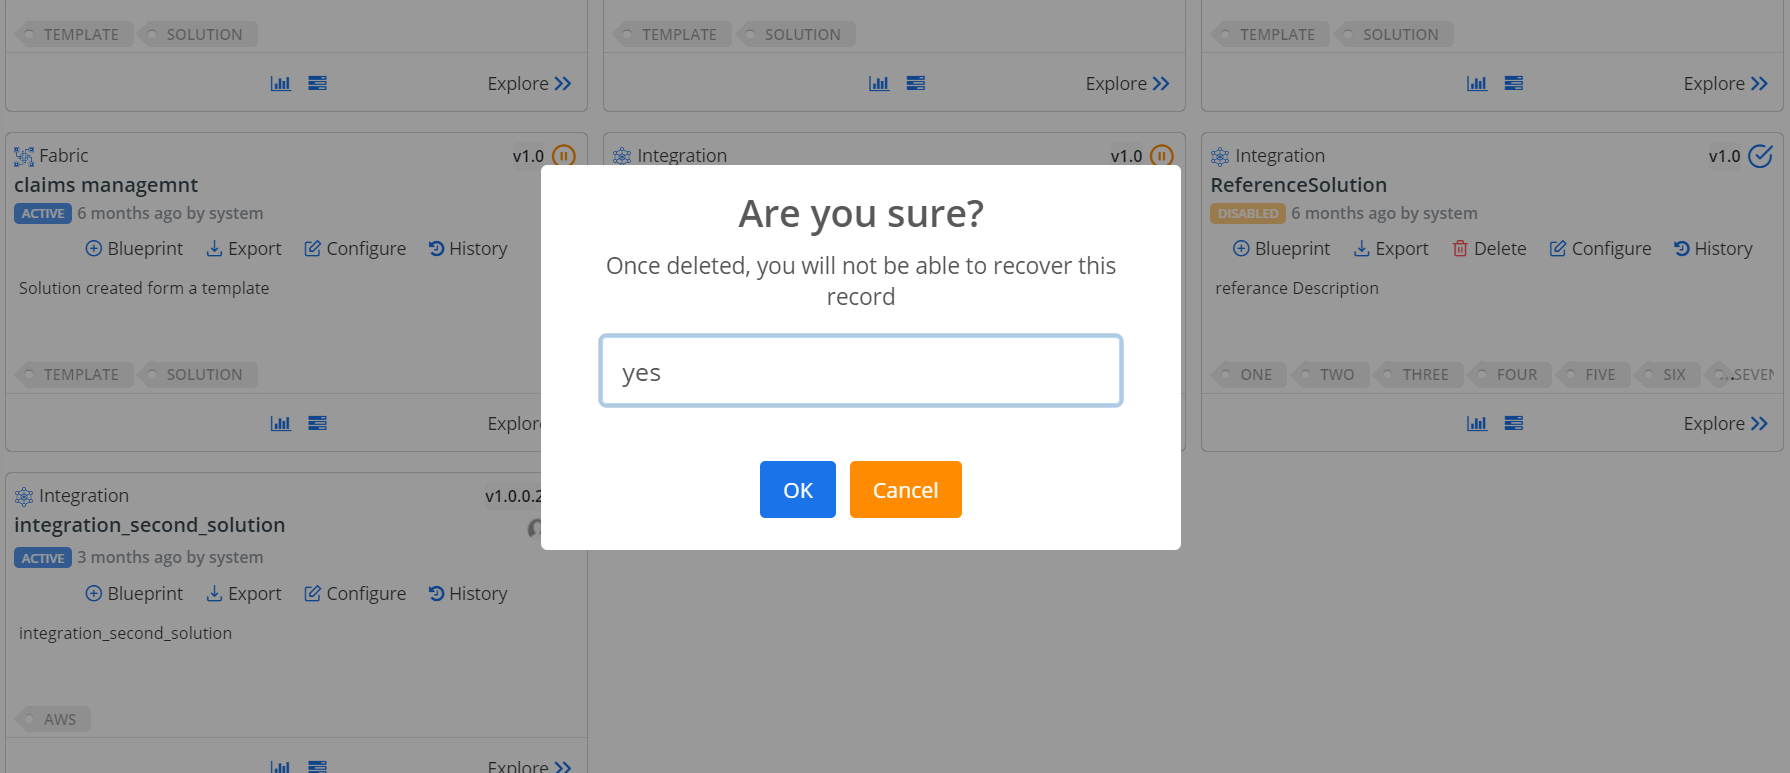 TEMPLATE SOLUTION
TEMPLATE SOLUTION
TEMPLATE SOLUTION
Explore
Explore
Explore
Fabric v1.0
claims managemnt
ACTIVE 6 months ago by system
Blueprint Export Configure History
Solution created form a template
TEMPLATE SOLUTION
Integration v1.0
Are you sure?
Once deleted, you will not be able to recover this
record
yes
OK Cancel
Integration v1.0
ReferenceSolution
DISABLED 6 months ago by system
Blueprint Export Delete Configure History
referance Description
ONE TWO THREE FOUR FIVE SIX ...SEVEN
Explore
Integration v1.0.0.2
integration_second_solution
ACTIVE 3 months ago by system
Blueprint Export Configure History
integration_second_solution
AWS
Explore